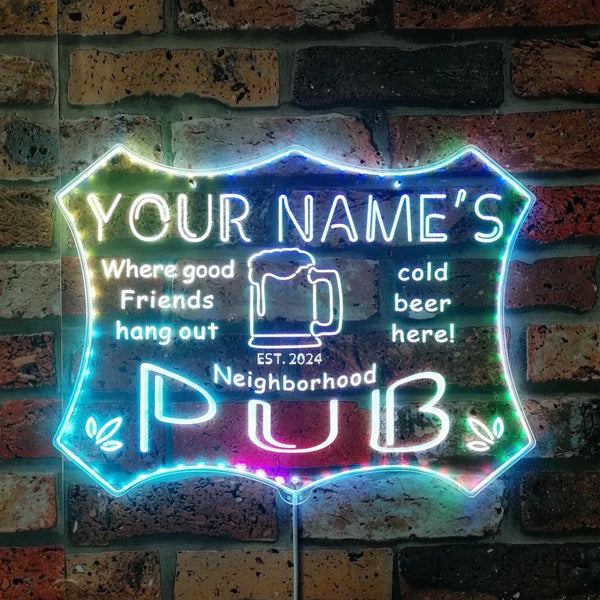 YOUR NAME'S
Where good
Friends
hang out
cold
beer
here!
EST. 2024
Neighborhood
PUB